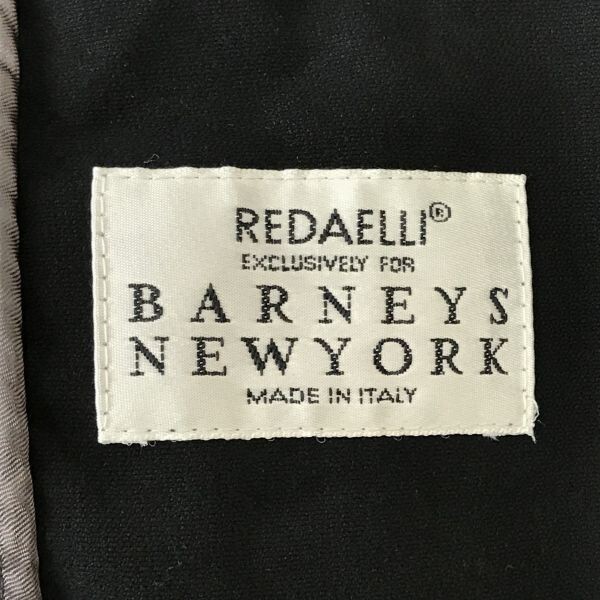 REDAELLI®
EXCLUSIVELY FOR
BARNEYS
NEWYORK
MADE IN ITALY